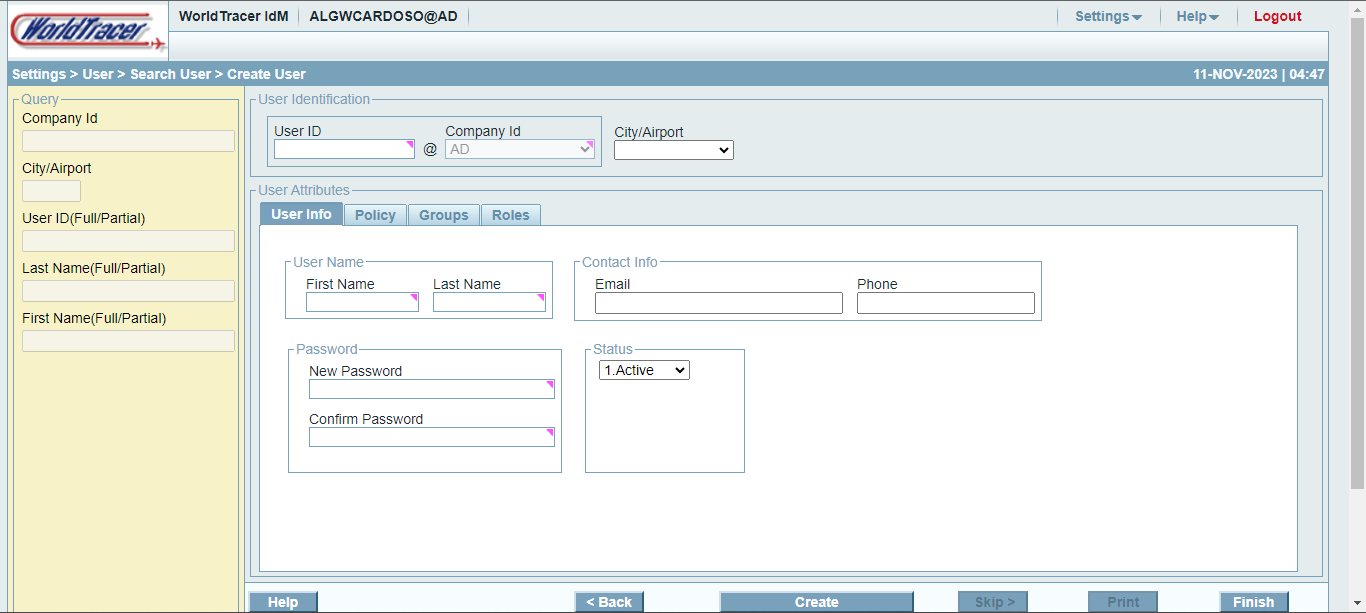 WorldTracer
WorldTracer IdM
ALGWCARDOSO@AD
Settings
Help
Logout
Settings > User > Search User > Create User
11-NOV-2023 | 04:47
Query
Company Id
City/Airport
User ID(Full/Partial)
Last Name(Full/Partial)
First Name(Full/Partial)
User Identification
User ID
@
Company Id
AD
City/Airport
User Attributes
User Info
Policy
Groups
Roles
User Name
First Name
Last Name
Contact Info
Email
Phone
Password
New Password
Confirm Password
Status
1.Active
Help
< Back
Create
Skip >
Print
Finish